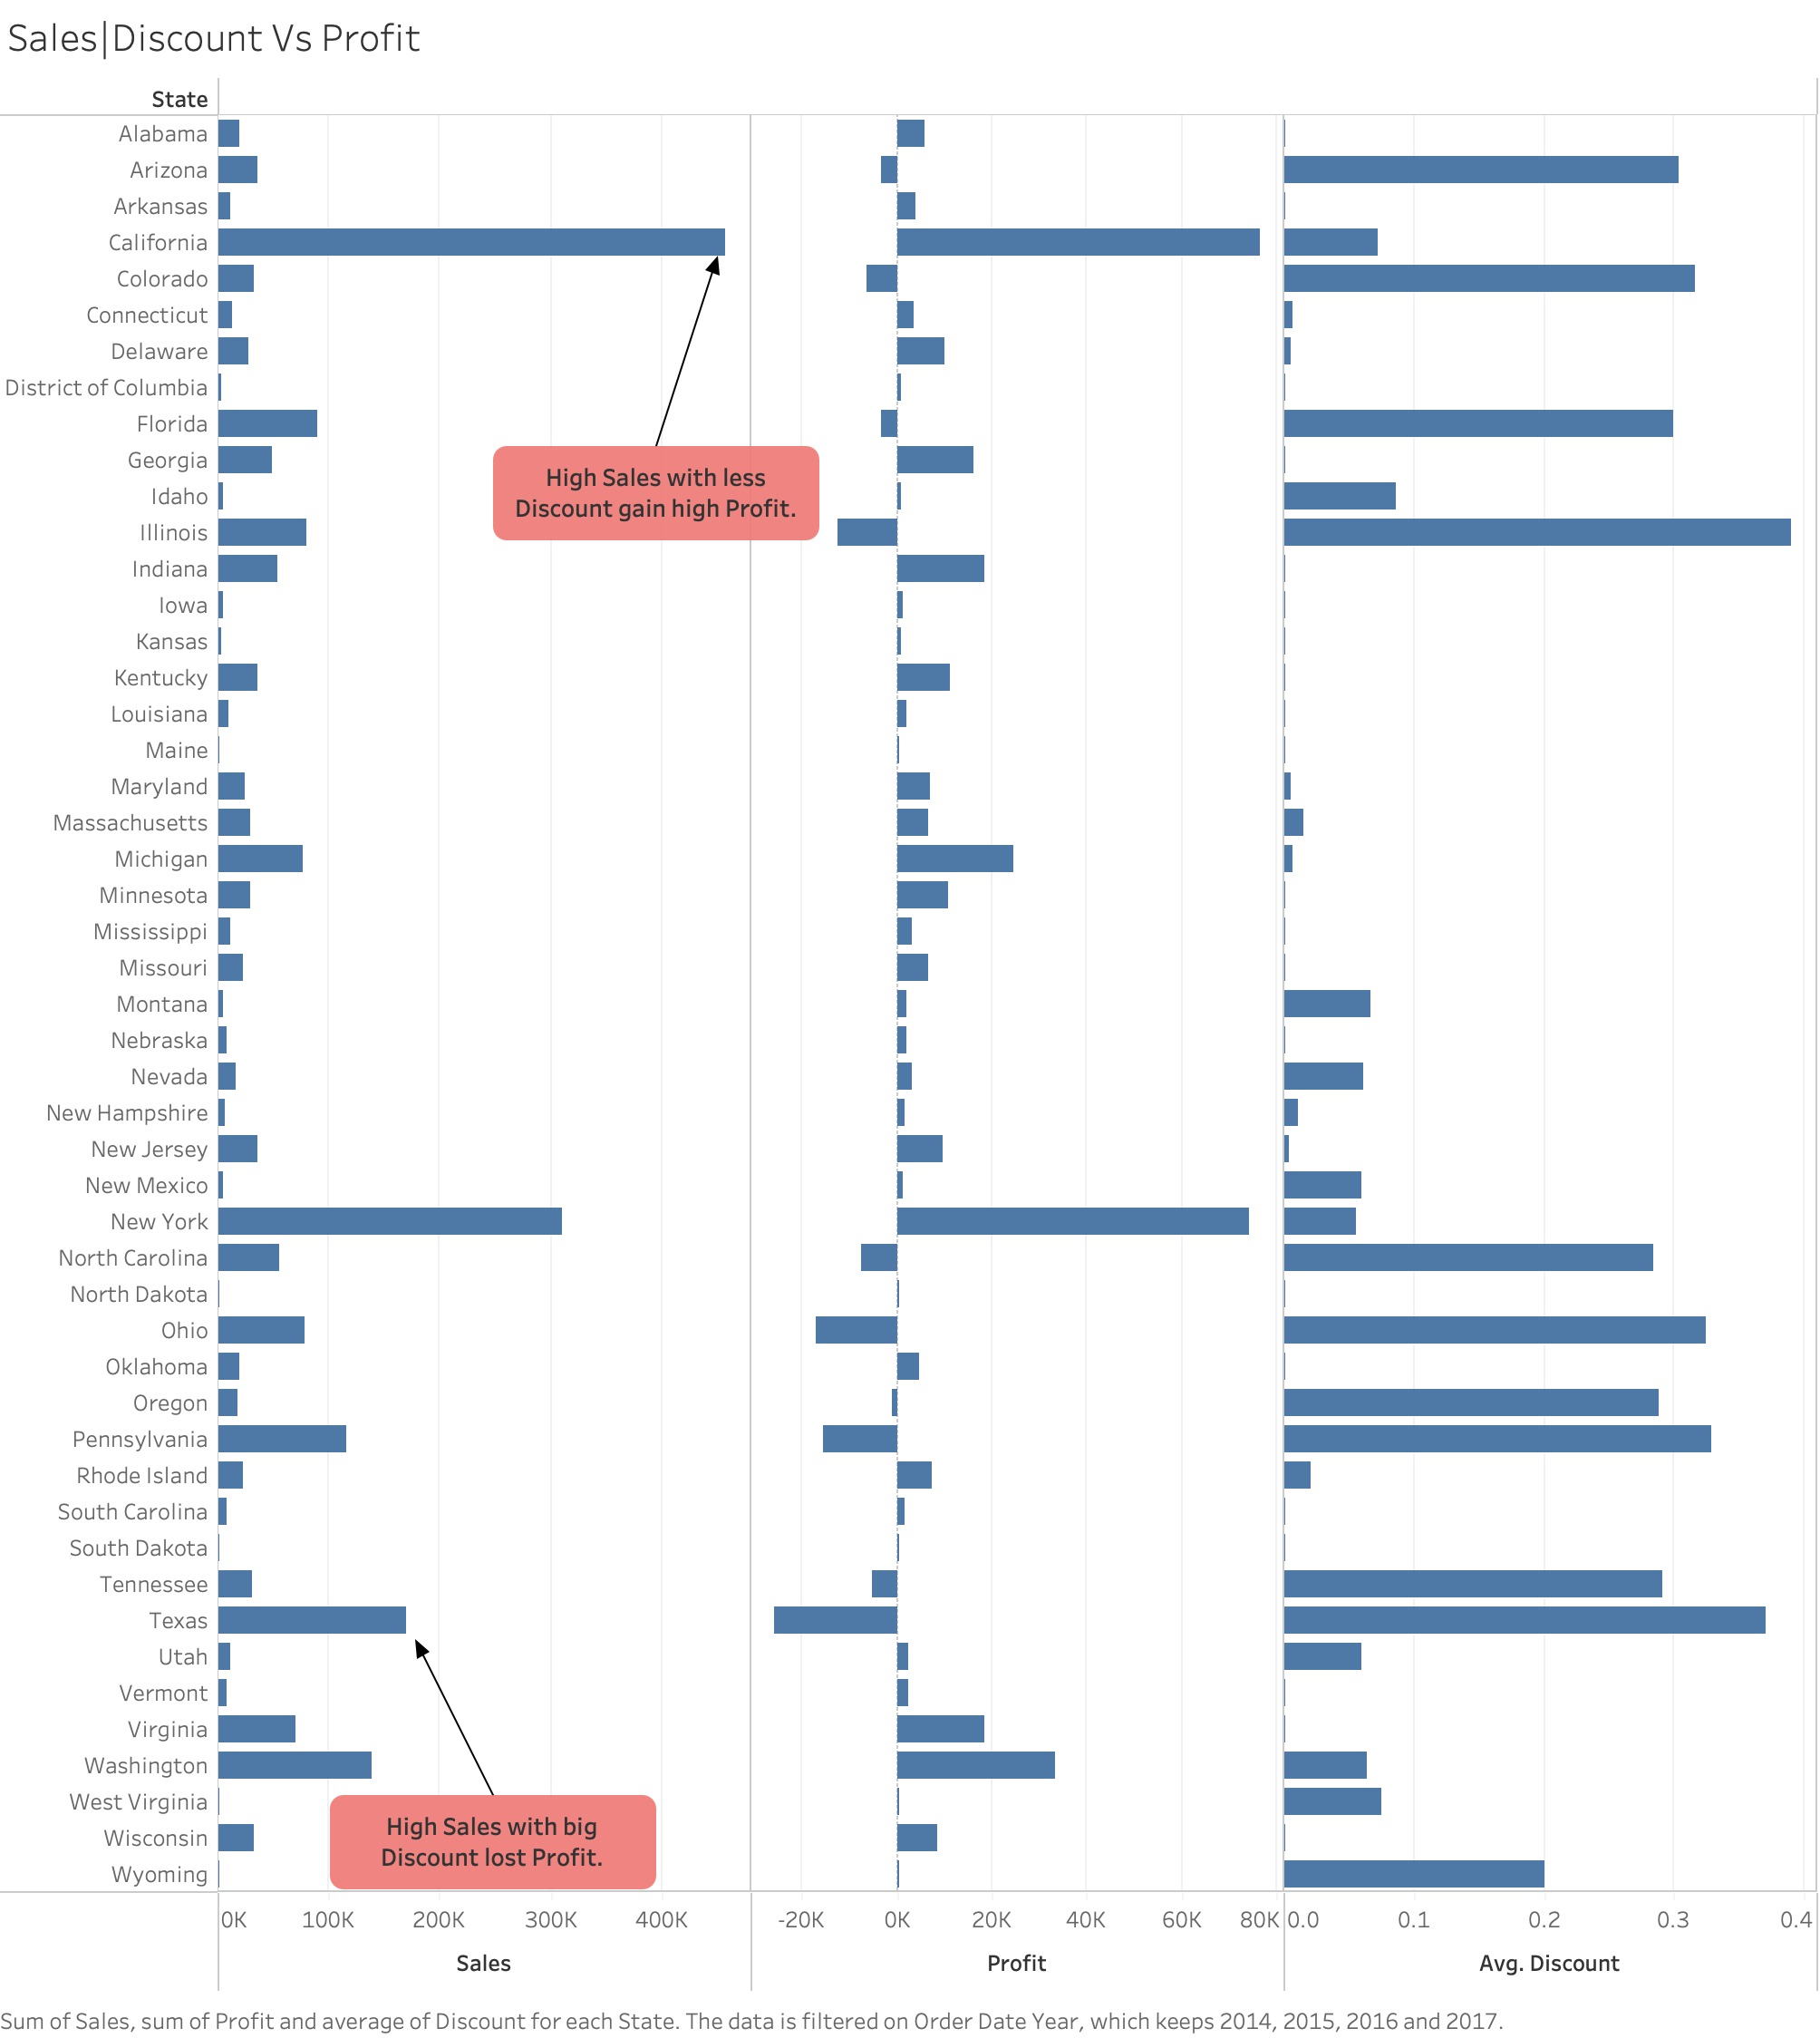 Sales|Discount Vs Profit
State
Alabama
Arizona
Arkansas
California
Colorado
Connecticut
Delaware
District of Columbia
Florida
Georgia
Idaho
Illinois
Indiana
Iowa
Kansas
Kentucky
Louisiana
Maine
Maryland
Massachusetts
Michigan
Minnesota
Mississippi
Missouri
Montana
Nebraska
Nevada
New Hampshire
New Jersey
New Mexico
New York
North Carolina
North Dakota
Ohio
Oklahoma
Oregon
Pennsylvania
Rhode Island
South Carolina
South Dakota
Tennessee
Texas
Utah
Vermont
Virginia
Washington
West Virginia
Wisconsin
Wyoming
High Sales with less
Discount gain high Profit.
High Sales with big
Discount lost Profit.
0K 100K 200K 300K 400K -20K 0K 20K 40K 60K 80K 0.0 0.1 0.2 0.3 0.4
Sales Profit Avg. Discount
Sum of Sales, sum of Profit and average of Discount for each State. The data is filtered on Order Date Year, which keeps 2014, 2015, 2016 and 2017.